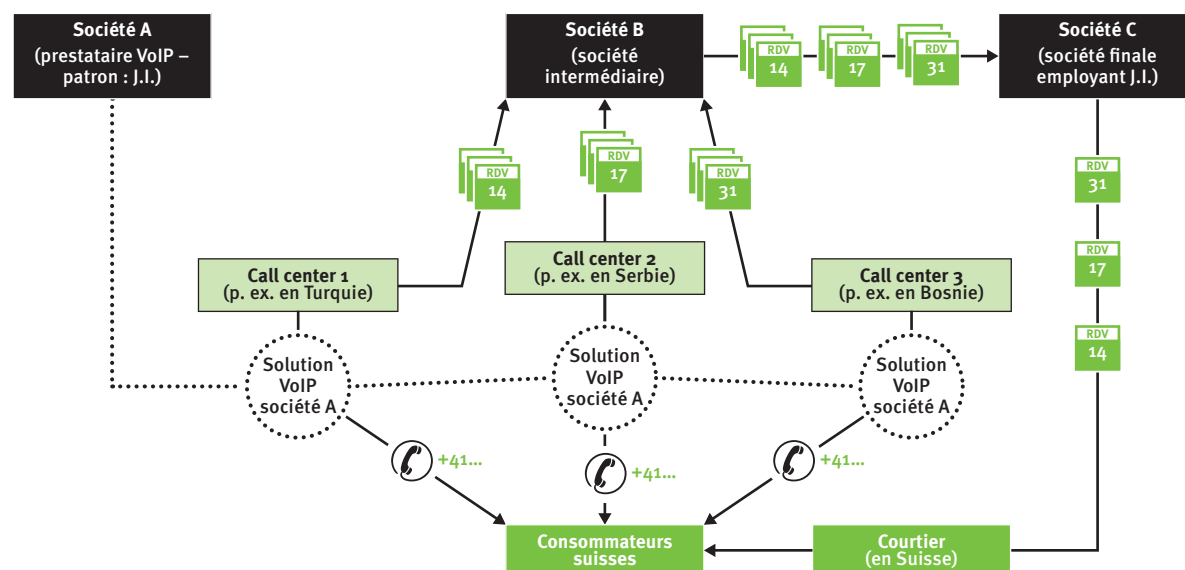 Société A
(prestataire VoIP –
patron : J.I.)
Société B
(société
intermédiaire)
RDV
14
RDV
17
RDV
31
Société C
(société finale
employant J.I.)
RDV
14
RDV
17
RDV
31
RDV
31
RDV
17
RDV
14
Call center 1
(p. ex. en Turquie)
Call center 2
(p. ex. en Serbie)
Call center 3
(p. ex. en Bosnie)
Solution
VoIP
société A
Solution
VoIP
société A
Solution
VoIP
société A
+41...
+41...
+41...
Consommateurs
suisses
Courtier
(en Suisse)